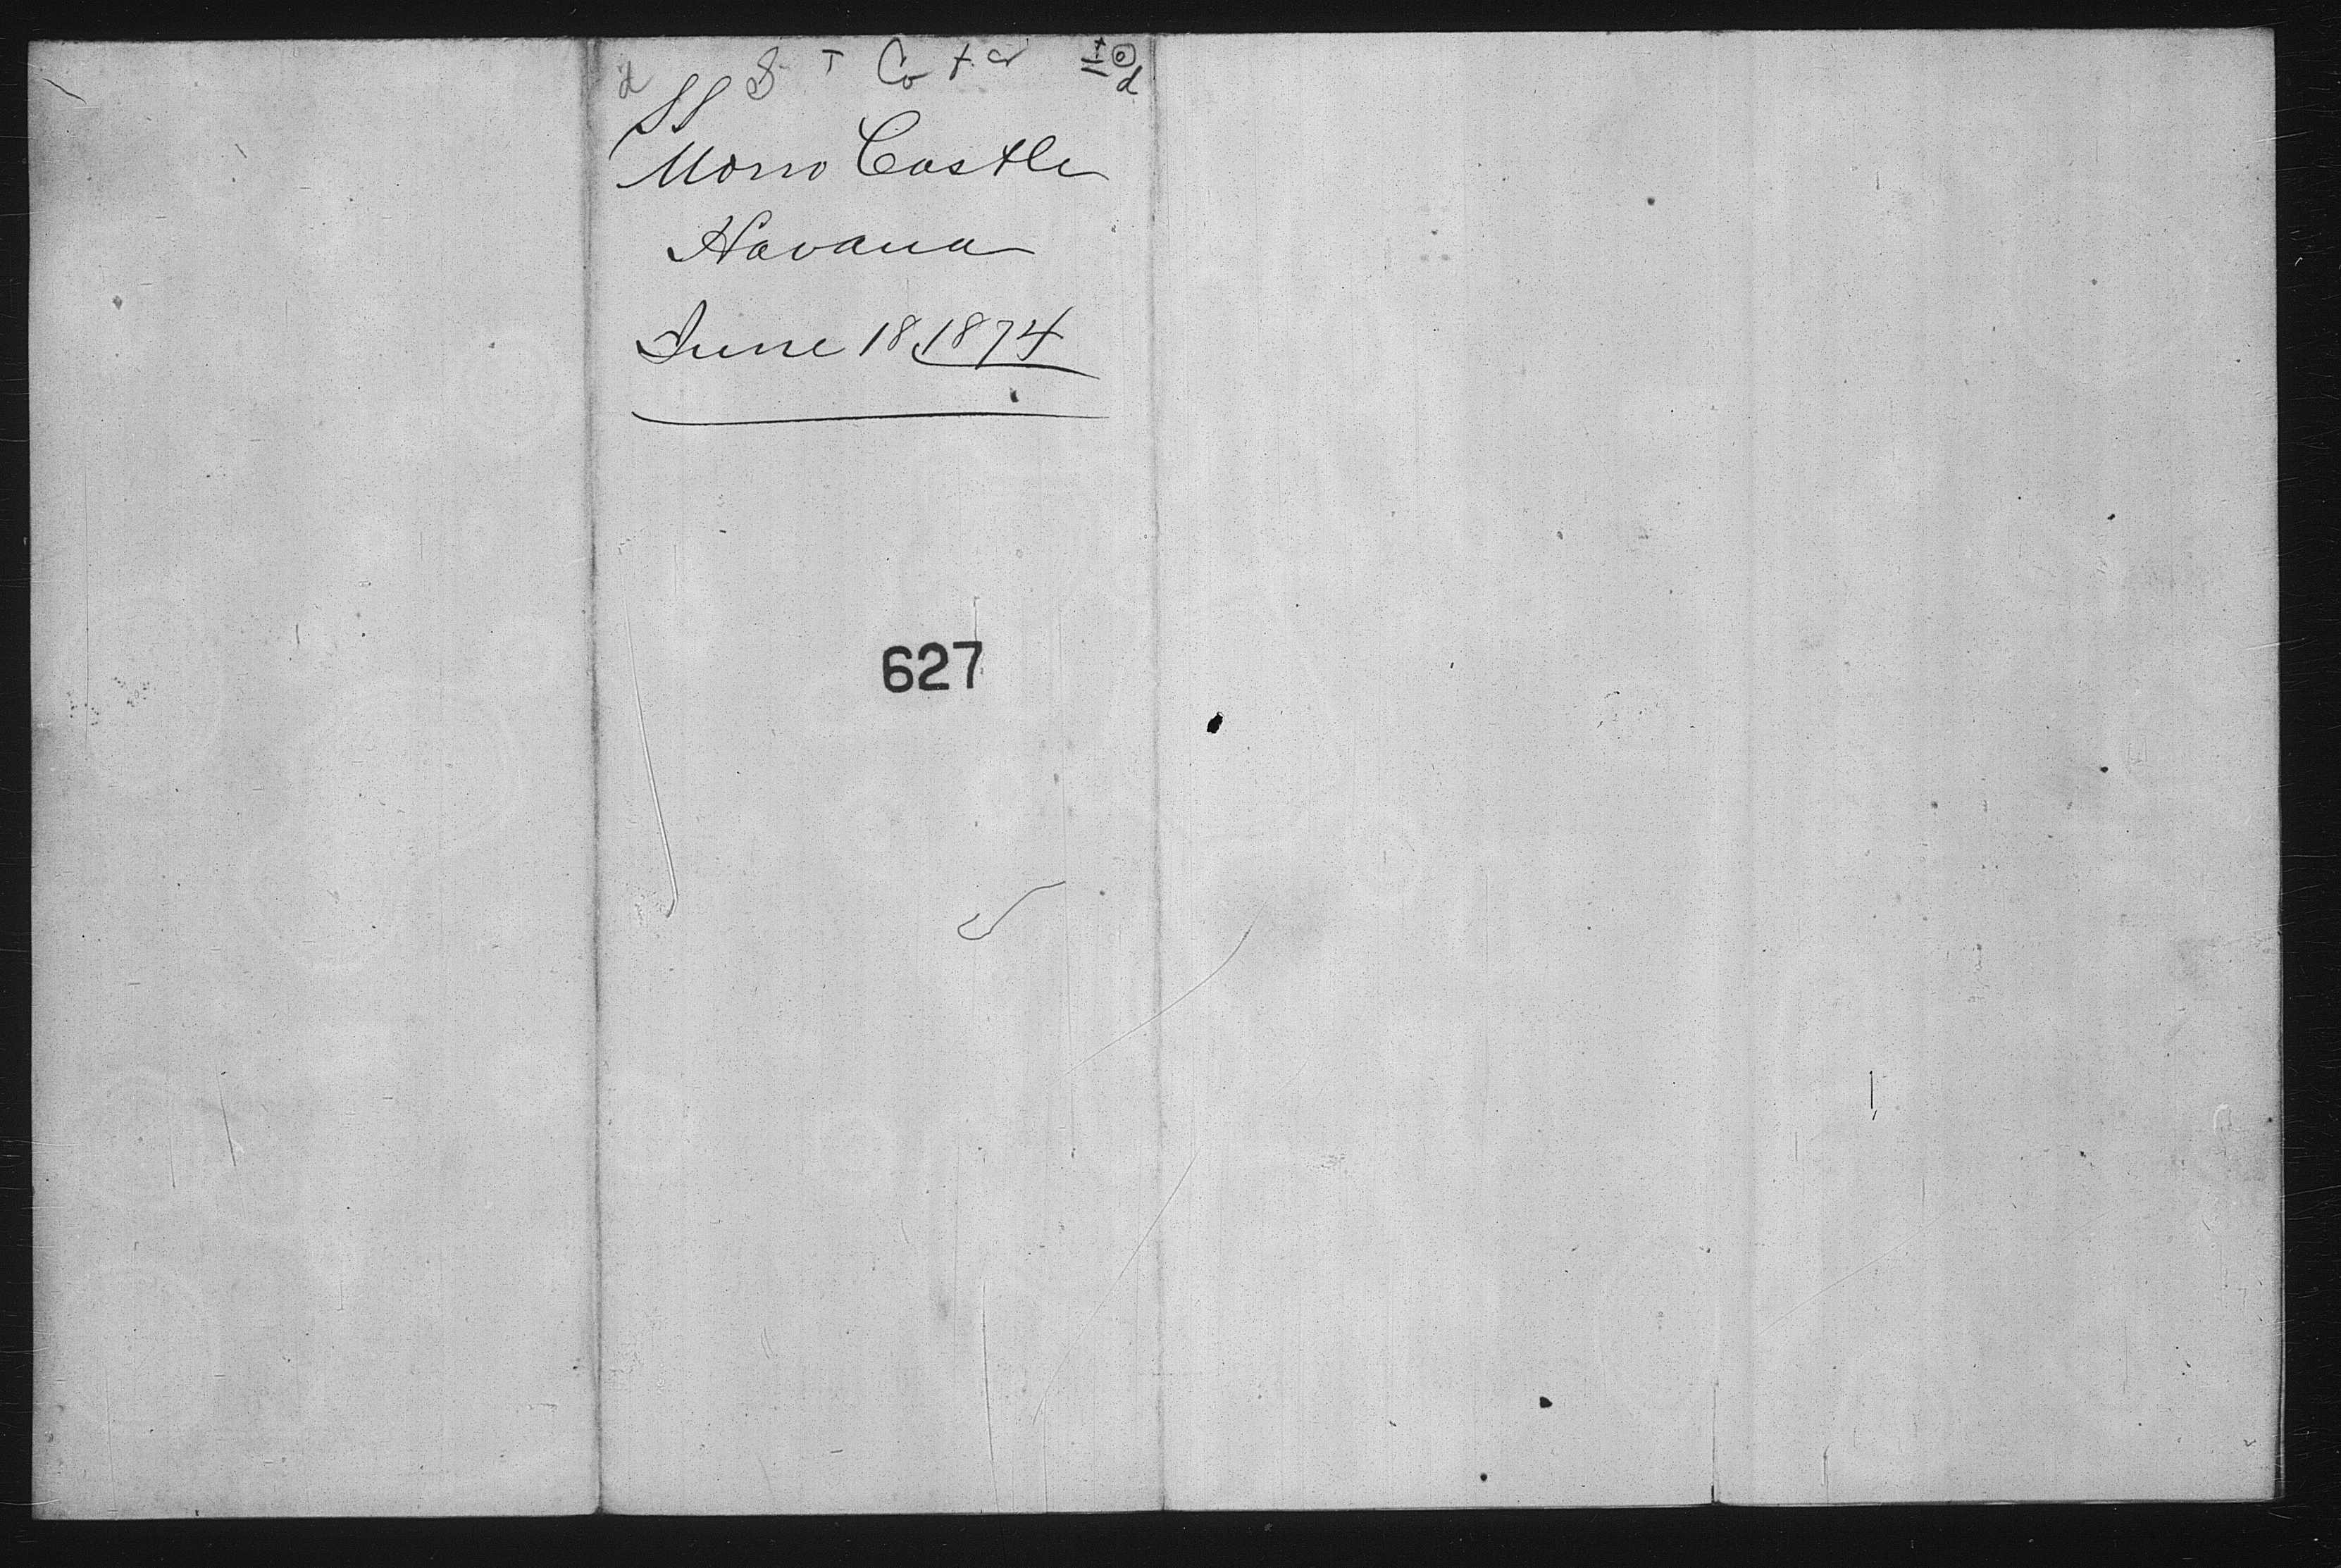 SS
Morro Castle
Havana
June 18, 1874
627